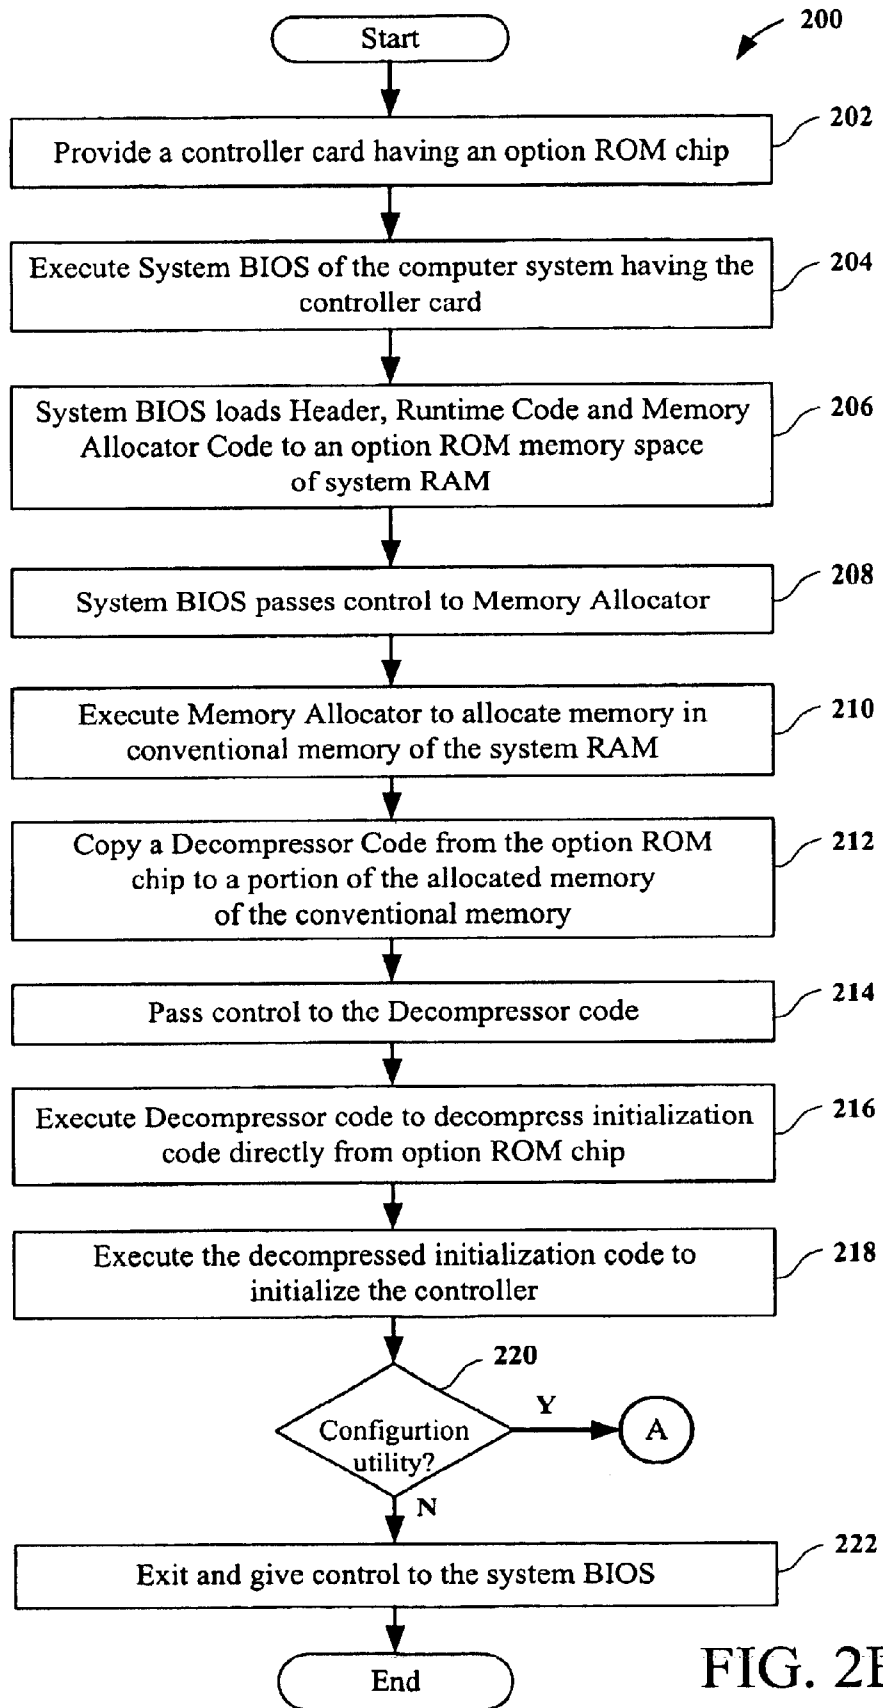 200
Start
202
Provide a controller card having an option ROM chip
204
Execute System BIOS of the computer system having the
controller card
206
System BIOS loads Header, Runtime Code and Memory
Allocator Code to an option ROM memory space
of system RAM
208
System BIOS passes control to Memory Allocator
210
Execute Memory Allocator to allocate memory in
conventional memory of the system RAM
212
Copy a Decompressor Code from the option ROM
chip to a portion of the allocated memory
of the conventional memory
214
Pass control to the Decompressor code
216
Execute Decompressor code to decompress initialization
code directly from option ROM chip
218
Execute the decompressed initialization code to
initialize the controller
220
Configurtion
utility?
Y
A
N
222
Exit and give control to the system BIOS
End
FIG. 2B